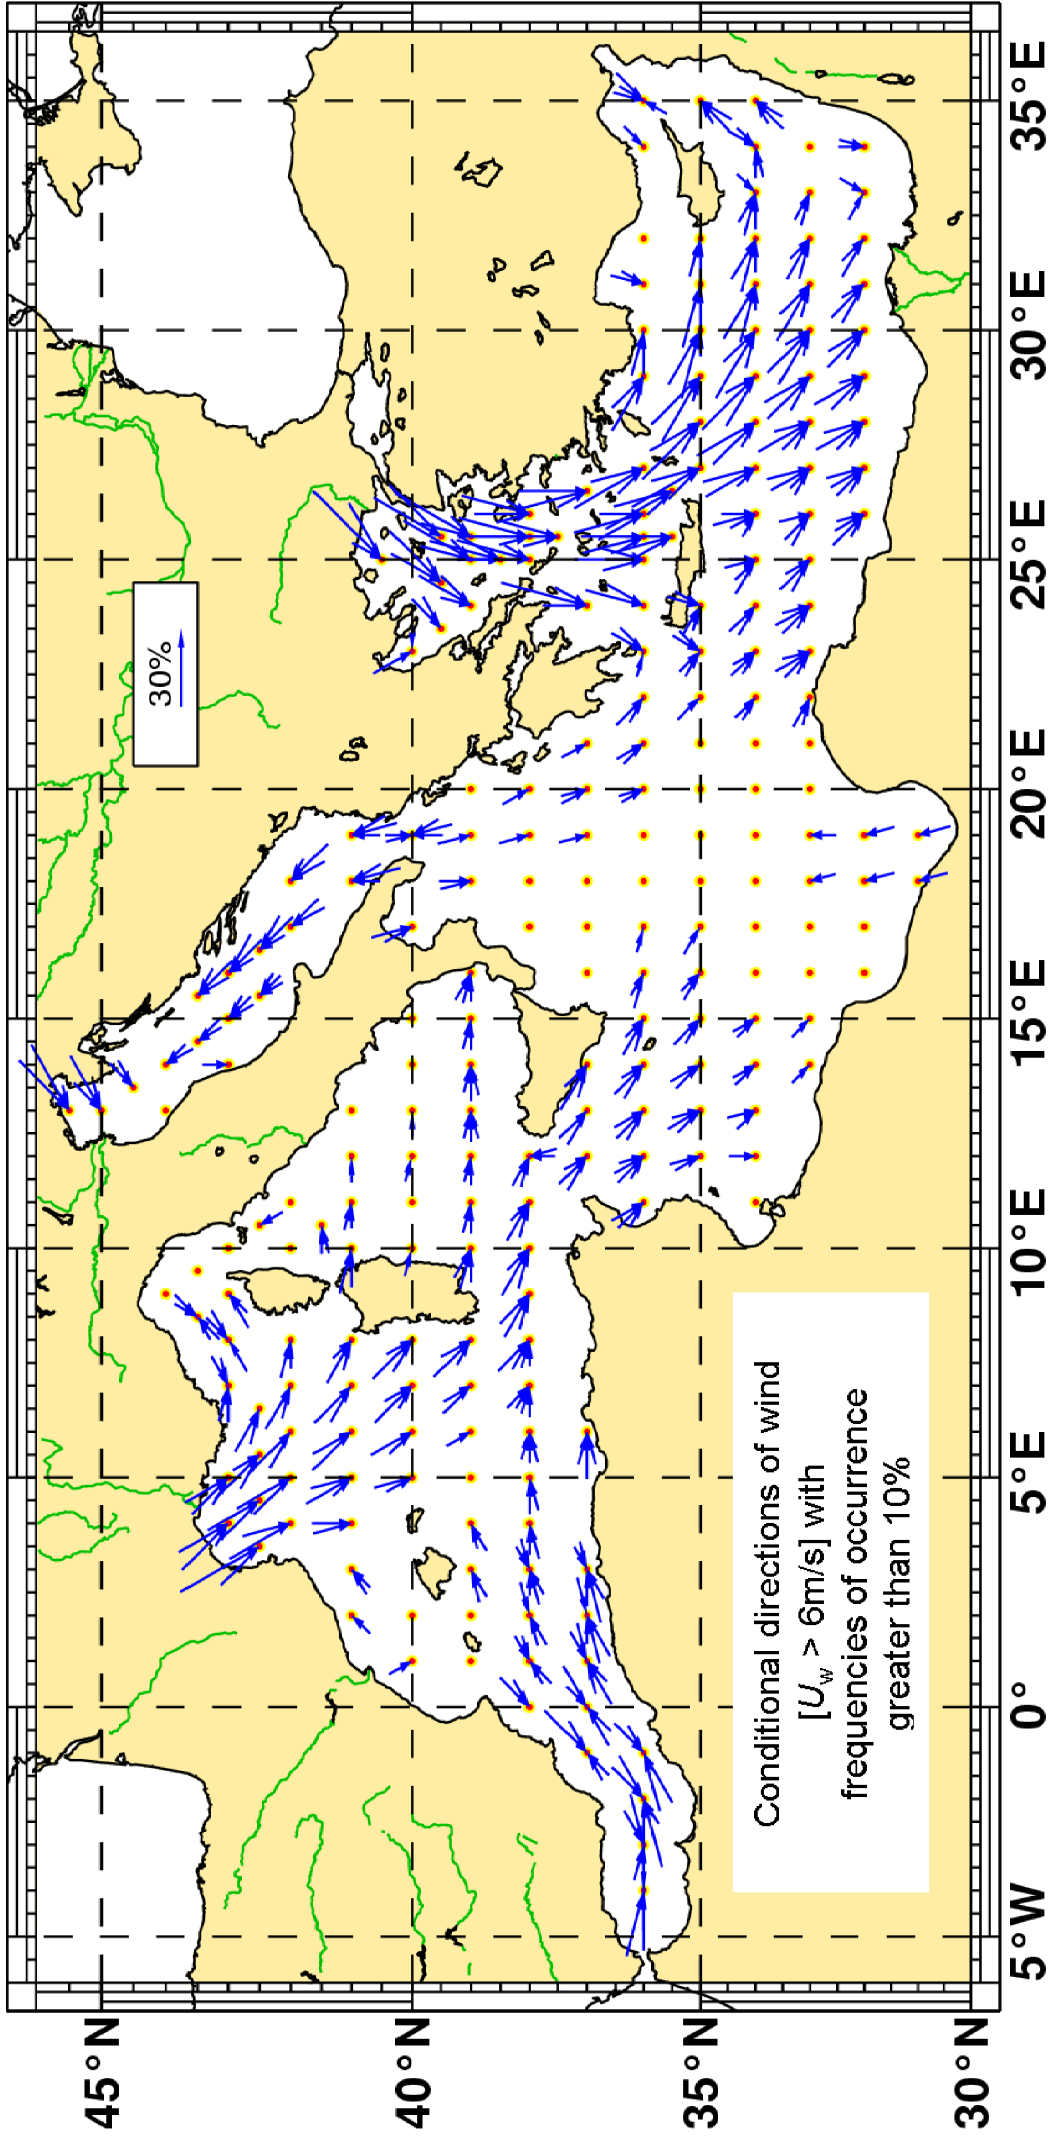 45°N
40°N
35°N
30°N
5°W
0°
5°E
10°E
15°E
20°E
25°E
30°E
35°E
30%
Conditional directions of wind
[Uw > 6m/s] with
frequencies of occurrence
greater than 10%